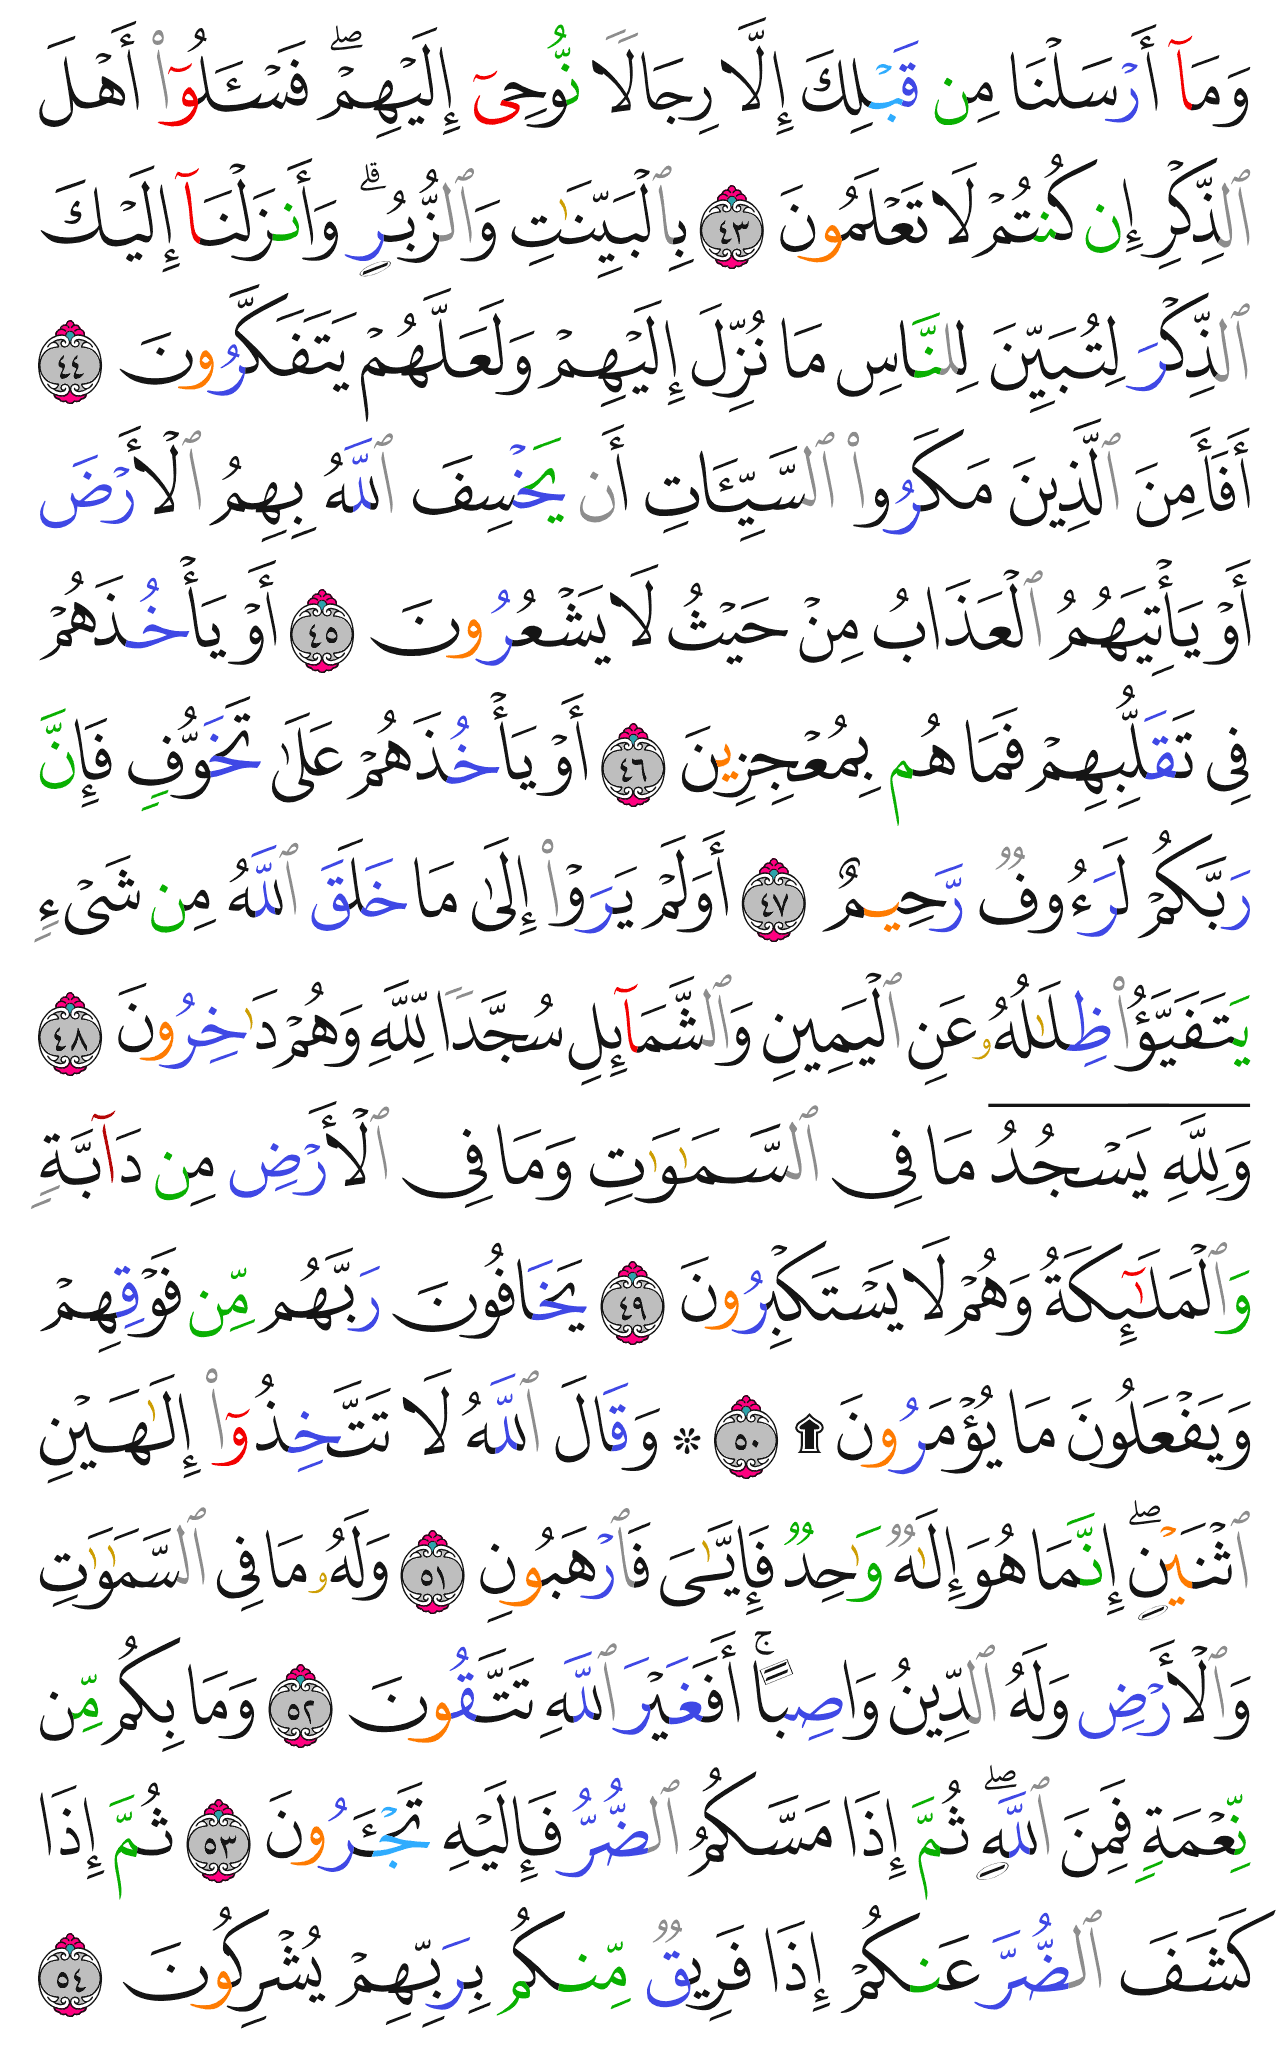 وَمَآ أَرْسَلْنَا مِن قَبْلِكَ إِلَّا رِجَالًا نُّوحِىٓ إِلَيْهِمْ ۖ فَسْـَٔلُوٓا۟ أَهْلَ
ٱلذِّكْرِ إِن كُنتُمْ لَا تَعْلَمُونَ ٤٣ بِٱلْبَيِّنَـٰتِ وَٱلزُّبُرِ ۗ وَأَنزَلْنَآ إِلَيْكَ
ٱلذِّكْرَ لِتُبَيِّنَ لِلنَّاسِ مَا نُزِّلَ إِلَيْهِمْ وَلَعَلَّهُمْ يَتَفَكَّرُونَ ٤٤
أَفَأَمِنَ ٱلَّذِينَ مَكَرُوا۟ ٱلسَّيِّـَٔاتِ أَن يَخْسِفَ ٱللَّهُ بِهِمُ ٱلْأَرْضَ
أَوْ يَأْتِيَهُمُ ٱلْعَذَابُ مِنْ حَيْثُ لَا يَشْعُرُونَ ٤٥ أَوْ يَأْخُذَهُمْ
فِى تَقَلُّبِهِمْ فَمَا هُم بِمُعْجِزِينَ ٤٦ أَوْ يَأْخُذَهُمْ عَلَىٰ تَخَوُّفٍ فَإِنَّ
رَبَّكُمْ لَرَءُوفٌ رَّحِيمٌ ٤٧ أَوَلَمْ يَرَوْا۟ إِلَىٰ مَا خَلَقَ ٱللَّهُ مِن شَىْءٍ
يَتَفَيَّؤُا۟ ظِلَـٰلُهُۥ عَنِ ٱلْيَمِينِ وَٱلشَّمَآئِلِ سُجَّدًا لِّلَّهِ وَهُمْ دَٰخِرُونَ ٤٨
وَلِلَّهِ يَسْجُدُ مَا فِى ٱلسَّمَـٰوَٰتِ وَمَا فِى ٱلْأَرْضِ مِن دَآبَّةٍ
وَٱلْمَلَـٰٓئِكَةُ وَهُمْ لَا يَسْتَكْبِرُونَ ٤٩ يَخَافُونَ رَبَّهُم مِّن فَوْقِهِمْ
وَيَفْعَلُونَ مَا يُؤْمَرُونَ ۩ ٥٠ ۞ وَقَالَ ٱللَّهُ لَا تَتَّخِذُوٓا۟ إِلَـٰهَيْنِ
ٱثْنَيْنِ ۖ إِنَّمَا هُوَ إِلَـٰهٌ وَٰحِدٌ فَإِيَّـٰىَ فَٱرْهَبُونِ ٥١ وَلَهُۥ مَا فِى ٱلسَّمَـٰوَٰتِ
وَٱلْأَرْضِ وَلَهُ ٱلدِّينُ وَاصِبًا ۚ أَفَغَيْرَ ٱللَّهِ تَتَّقُونَ ٥٢ وَمَا بِكُم مِّن
نِّعْمَةٍ فَمِنَ ٱللَّهِ ۖ ثُمَّ إِذَا مَسَّكُمُ ٱلضُّرُّ فَإِلَيْهِ تَجْـَٔرُونَ ٥٣ ثُمَّ إِذَا
كَشَفَ ٱلضُّرَّ عَنكُمْ إِذَا فَرِيقٌ مِّنكُم بِرَبِّهِمْ يُشْرِكُونَ ٥٤